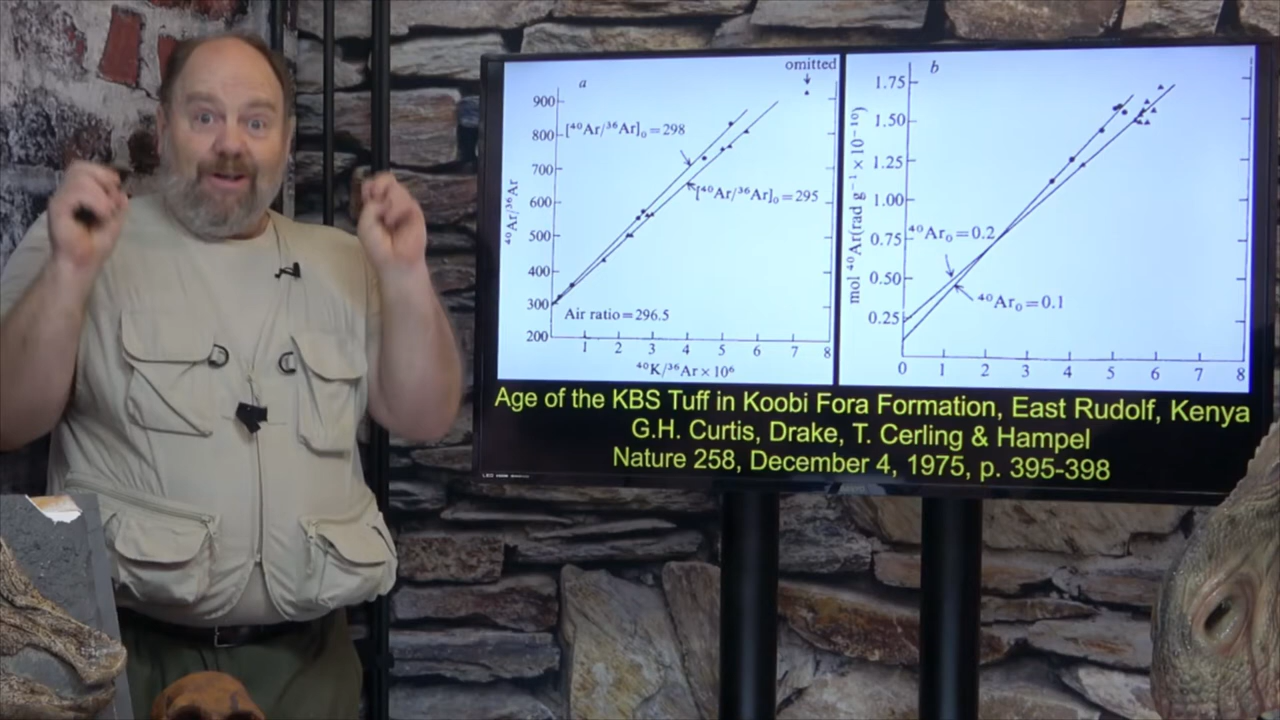 a
omitted
900
800
700
600
500
400
300
200
⁴⁰Ar/³⁶Ar
[⁴⁰Ar/³⁶Ar]₀=298
[⁴⁰Ar/³⁶Ar]₀=295
Air ratio=296.5
1 2 3 4 5 6 7 8
⁴⁰K/³⁶Ar×10⁶
b
1.75
1.50
1.25
1.00
0.75
0.50
0.25
mol ⁴⁰Ar(rad g⁻¹×10⁻¹⁰)
⁴⁰Ar₀=0.2
⁴⁰Ar₀=0.1
0 1 2 3 4 5 6 7 8
Age of the KBS Tuff in Koobi Fora Formation, East Rudolf, Kenya
G.H. Curtis, Drake, T. Cerling & Hampel
Nature 258, December 4, 1975, p. 395-398